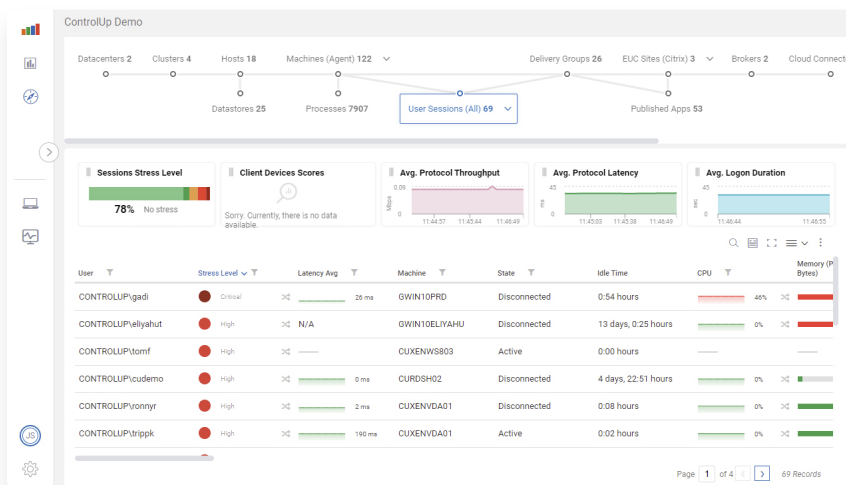 ControlUp Demo
Datacenters 2 Clusters 4 Hosts 18 Machines (Agent) 122 Delivery Groups 26 EUC Sites (Citrix) 3 Brokers 2 Cloud Connect
Datastores 25 Processes 7907 User Sessions (All) 69 Published Apps 53
Sessions Stress Level
78% No stress
Client Devices Scores
Sorry. Currently, there is no data
available.
Avg. Protocol Throughput
0.09
Mbps
0
11:44:57 11:45:44 11:46:49
Avg. Protocol Latency
45
ms
0
11:45:03 11:45:38 11:46:49
Avg. Logon Duration
45
sec
0
11:46:44 11:46:55
User Stress Level Latency Avg Machine State Idle Time CPU Memory (P
Bytes)
CONTROLUP\gadi Critical 26 ms GWIN10PRD Disconnected 0:54 hours 46%
CONTROLUP\eliyahut High N/A GWIN10ELIYAHU Disconnected 13 days, 0:25 hours 0%
CONTROLUP\tomf High CUXENWS803 Active 0:00 hours
CONTROLUP\cudemo High 0 ms CURDSH02 Disconnected 4 days, 22:51 hours 0%
CONTROLUP\ronnyr High 2 ms CUXENVDA01 Disconnected 0:08 hours 0%
CONTROLUP\trippk High 190 ms CUXENVDA01 Active 0:02 hours 0%
JS
Page 1 of 4 69 Records